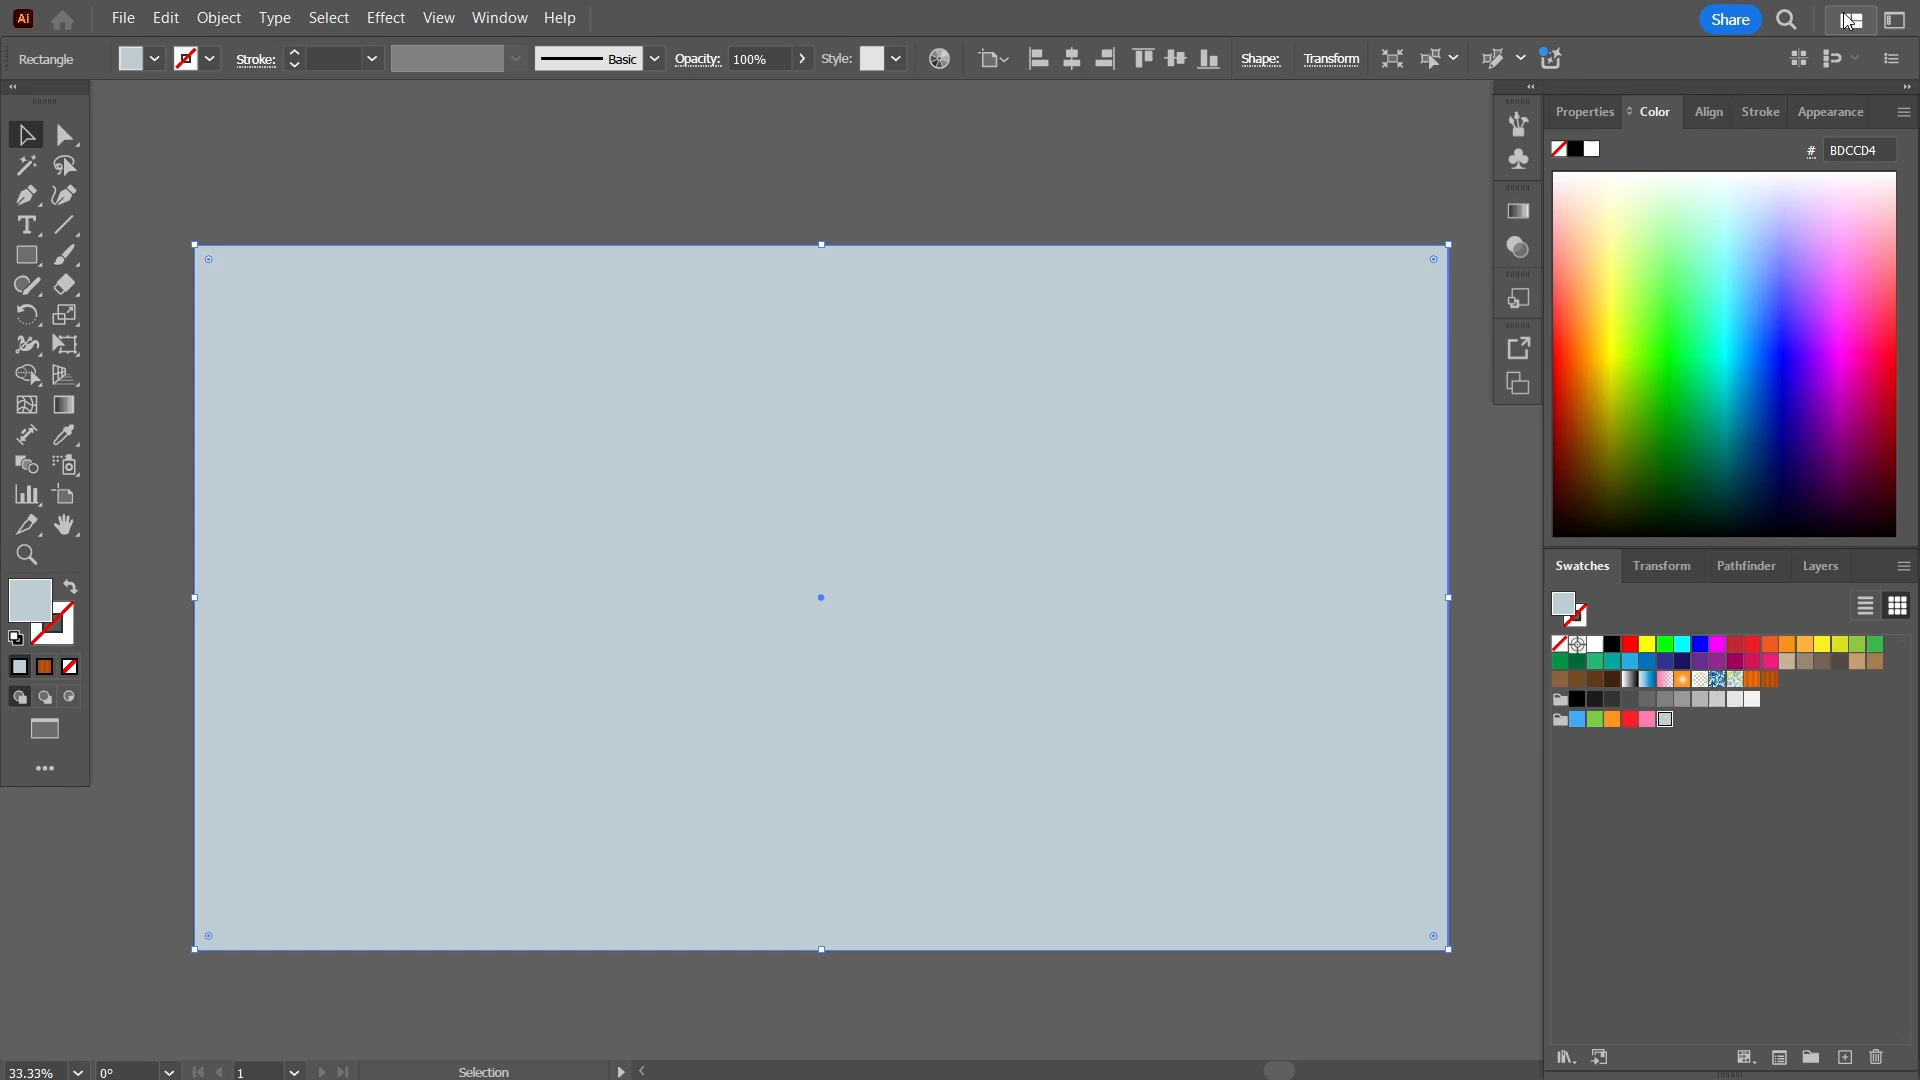 Ai File Edit Object Type Select Effect View Window Help Share
Rectangle Stroke: Basic Opacity: 100% Style: Shape: Transform
Properties Color Align Stroke Appearance
# BDCCD4
Swatches Transform Pathfinder Layers
33.33% 0° 1 Selection